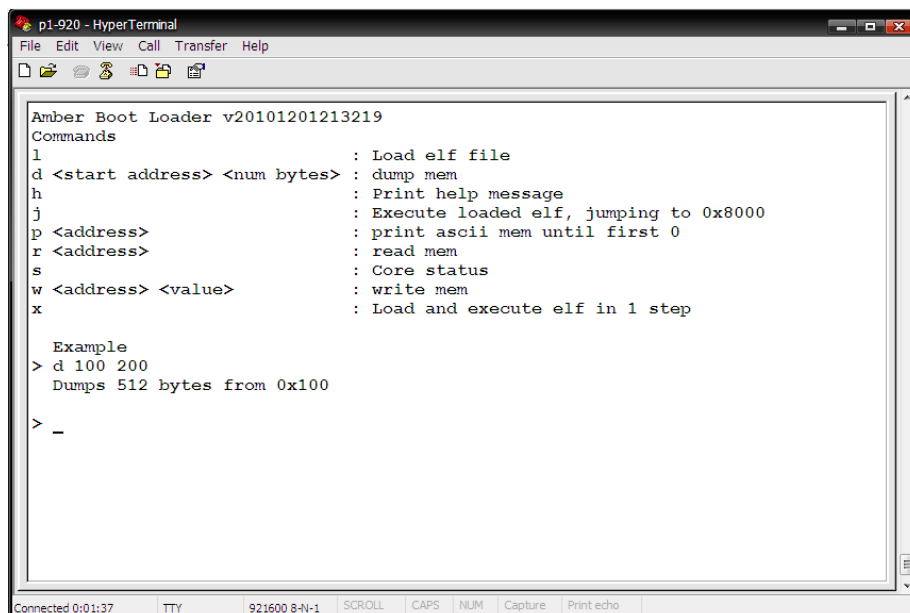 p1-920 - HyperTerminal
File Edit View Call Transfer Help
Amber Boot Loader v20101201213219
Commands
l : Load elf file
d <start address> <num bytes> : dump mem
h : Print help message
j : Execute loaded elf, jumping to 0x8000
p <address> : print ascii mem until first 0
r <address> : read mem
s : Core status
w <address> <value> : write mem
x : Load and execute elf in 1 step
Example
> d 100 200
Dumps 512 bytes from 0x100
> _
Connected 0:01:37 TTY 921600 8-N-1 SCROLL CAPS NUM Capture Print echo